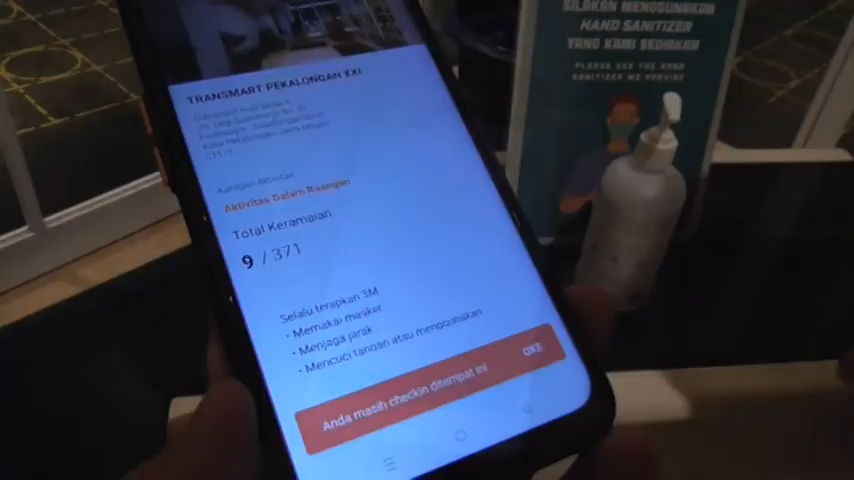 SILAKAN MENGGUNAKAN
HAND SANITIZER
YANG KAMI SEDIAKAN
PLEASE USE THE HAND
SANITIZER WE PROVIDE
TRANSMART PEKALONGAN XXI
Kategori Aktivitas
Aktivitas Dalam Ruangan
Total Keramaian
9 / 371
Selalu terapkan 3M
- Memakai masker
- Menjaga jarak
- Mencuci tangan atau menggunakan
Anda masih checkin ditempat ini
OKE